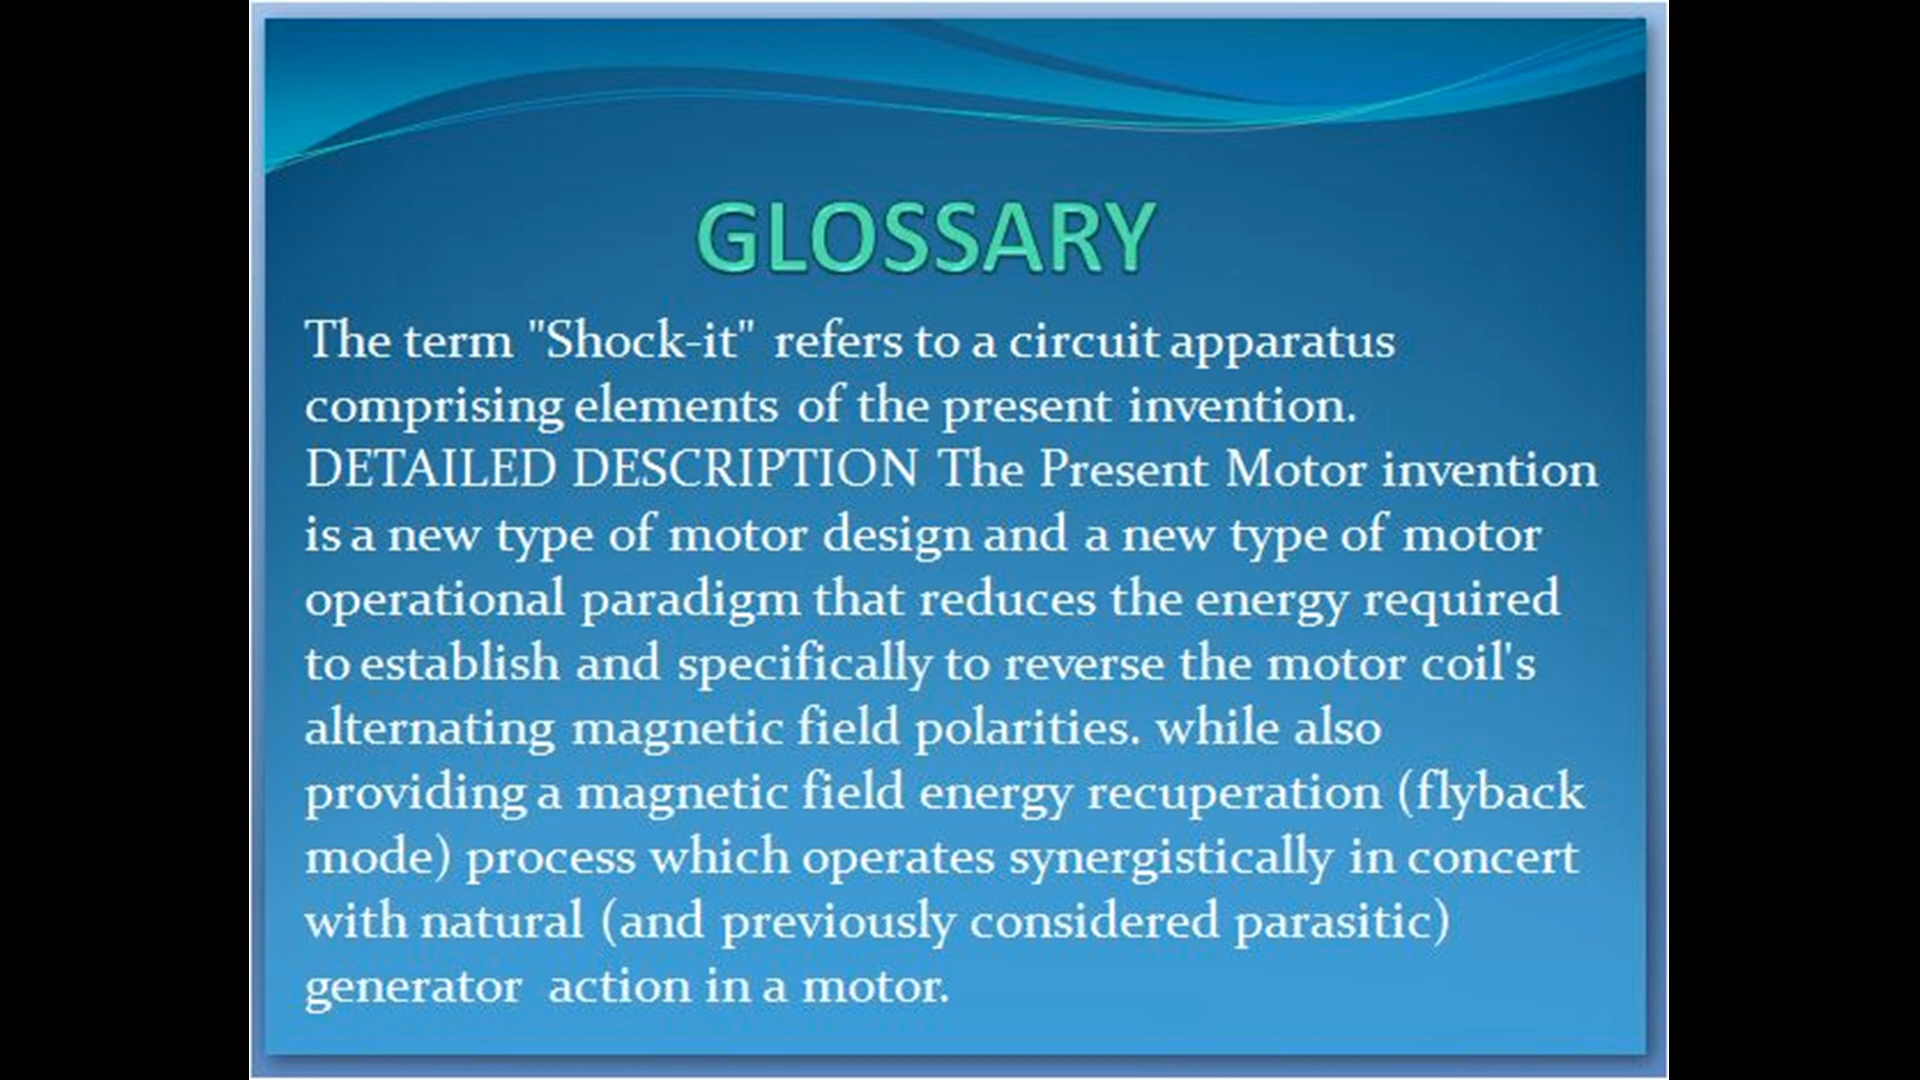 GLOSSARY
The term "Shock-it" refers to a circuit apparatus
comprising elements of the present invention.
DETAILED DESCRIPTION The Present Motor invention
is a new type of motor design and a new type of motor
operational paradigm that reduces the energy required
to establish and specifically to reverse the motor coil's
alternating magnetic field polarities. while also
providing a magnetic field energy recuperation (flyback
mode) process which operates synergistically in concert
with natural (and previously considered parasitic)
generator action in a motor.